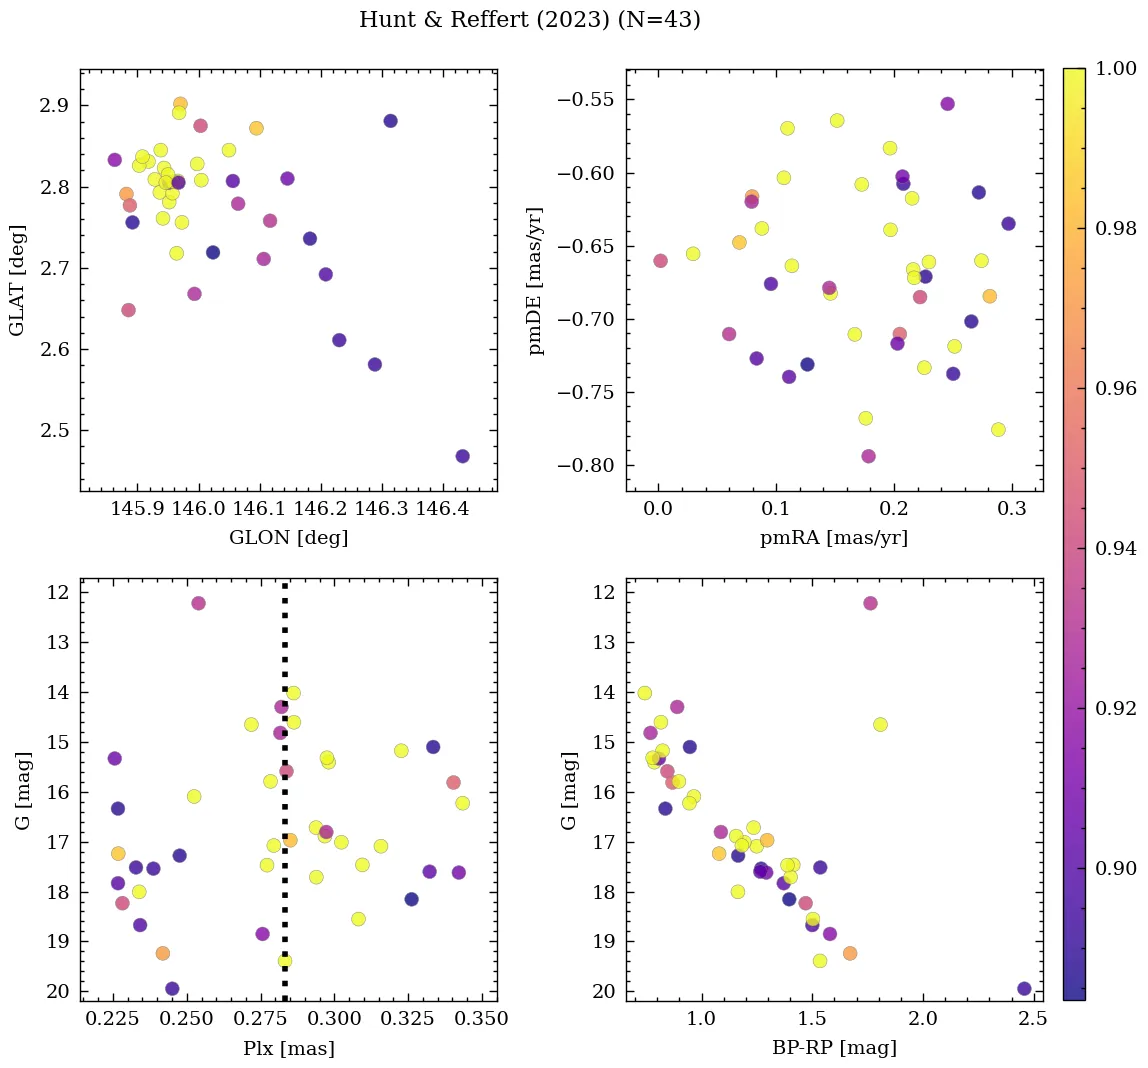 Hunt & Reffert (2023) (N=43)
2.9
2.8
2.7
2.6
2.5
GLAT [deg]
145.9 146.0 146.1 146.2 146.3 146.4
GLON [deg]
−0.55
−0.60
−0.65
−0.70
−0.75
−0.80
pmDE [mas/yr]
0.0 0.1 0.2 0.3
pmRA [mas/yr]
1.00
0.98
0.96
0.94
0.92
0.90
12
13
14
15
16
17
18
19
20
G [mag]
0.225 0.250 0.275 0.300 0.325 0.350
Plx [mas]
12
13
14
15
16
17
18
19
20
G [mag]
1.0 1.5 2.0 2.5
BP-RP [mag]